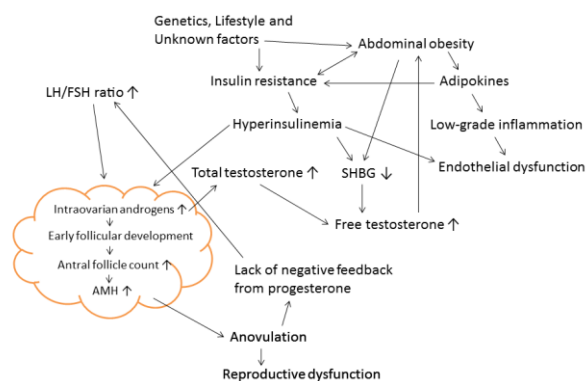 Genetics, Lifestyle and
Unknown factors
Abdominal obesity
Insulin resistance
Adipokines
LH/FSH ratio ↑
Hyperinsulinemia
Low-grade inflammation
Total testosterone ↑
SHBG ↓
Endothelial dysfunction
Intraovarian androgens ↑
Free testosterone ↑
Early follicular development
Antral follicle count ↑
Lack of negative feedback
from progesterone
AMH ↑
Anovulation
Reproductive dysfunction